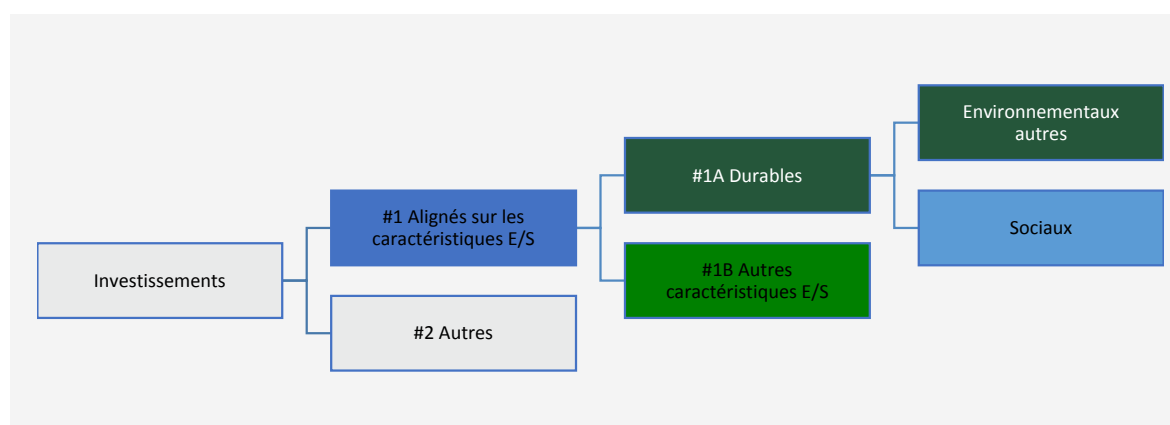 Investissements
#1 Alignés sur les
caractéristiques E/S
#2 Autres
#1A Durables
#1B Autres
caractéristiques E/S
Environnementaux
autres
Sociaux